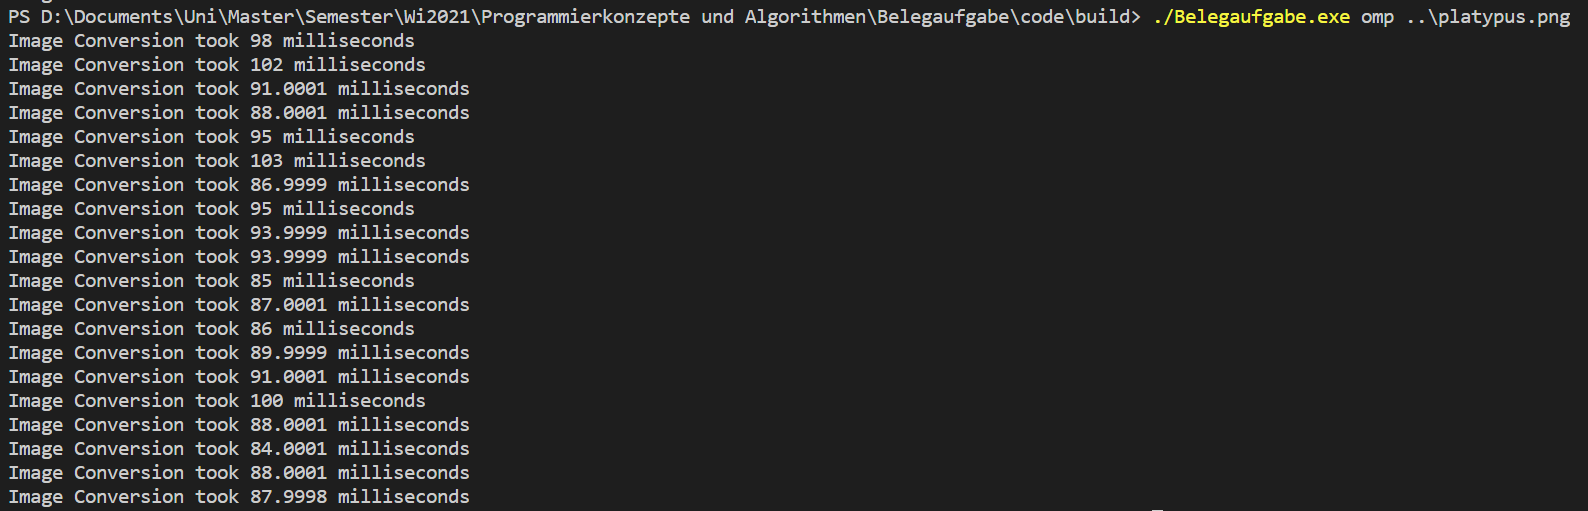 PS D:\Documents\Uni\Master\Semester\Wi2021\Programmierkonzepte und Algorithmen\Belegaufgabe\code\build> ./Belegaufgabe.exe omp ..\platypus.png
Image Conversion took 98 milliseconds
Image Conversion took 102 milliseconds
Image Conversion took 91.0001 milliseconds
Image Conversion took 88.0001 milliseconds
Image Conversion took 95 milliseconds
Image Conversion took 103 milliseconds
Image Conversion took 86.9999 milliseconds
Image Conversion took 95 milliseconds
Image Conversion took 93.9999 milliseconds
Image Conversion took 93.9999 milliseconds
Image Conversion took 85 milliseconds
Image Conversion took 87.0001 milliseconds
Image Conversion took 86 milliseconds
Image Conversion took 89.9999 milliseconds
Image Conversion took 91.0001 milliseconds
Image Conversion took 100 milliseconds
Image Conversion took 88.0001 milliseconds
Image Conversion took 84.0001 milliseconds
Image Conversion took 88.0001 milliseconds
Image Conversion took 87.9998 milliseconds